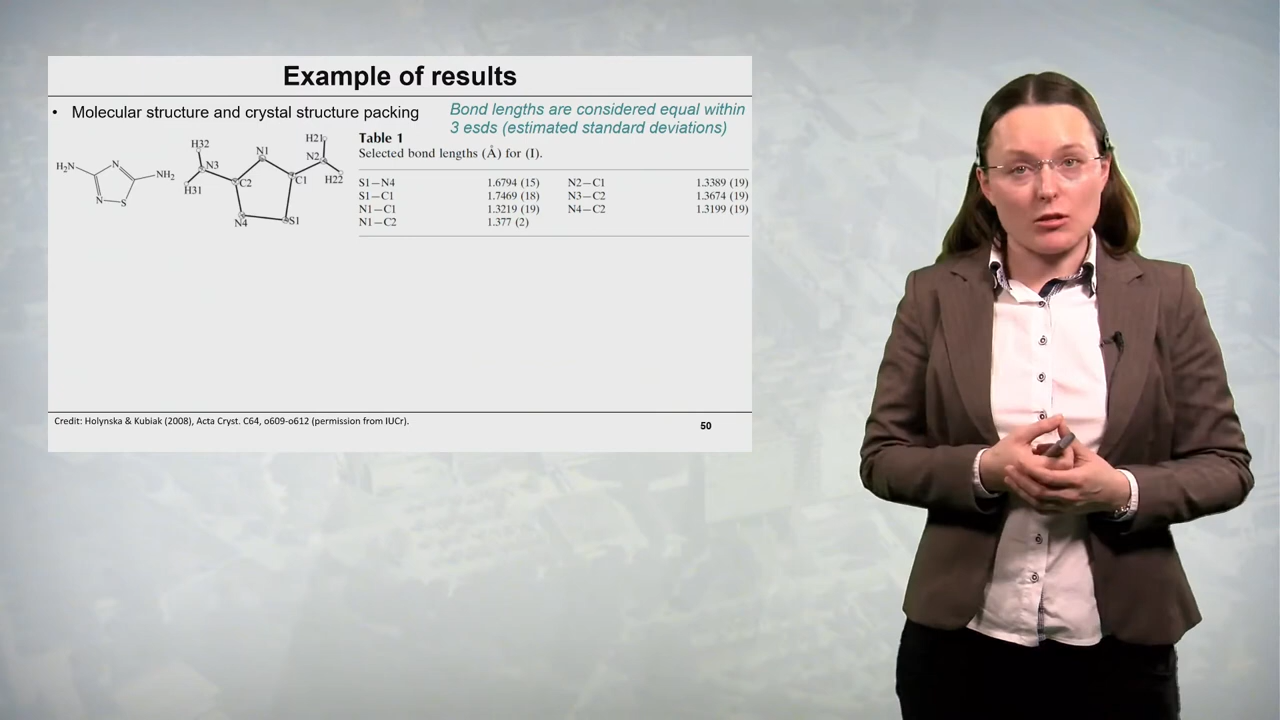 Example of results
• Molecular structure and crystal structure packing
Bond lengths are considered equal within
3 esds (estimated standard deviations)
H₂N
N
NH₂
N
S
H32
N3
H31
C2
N1
N4
S1
C1
H21
N2
H22
Table 1
Selected bond lengths (Å) for (I).
S1—N4 1.6794 (15) N2—C1 1.3389 (19)
S1—C1 1.7469 (18) N3—C2 1.3674 (19)
N1—C1 1.3219 (19) N4—C2 1.3199 (19)
N1—C2 1.377 (2)
Credit: Holynska & Kubiak (2008), Acta Cryst. C64, o609-o612 (permission from IUCr).
50